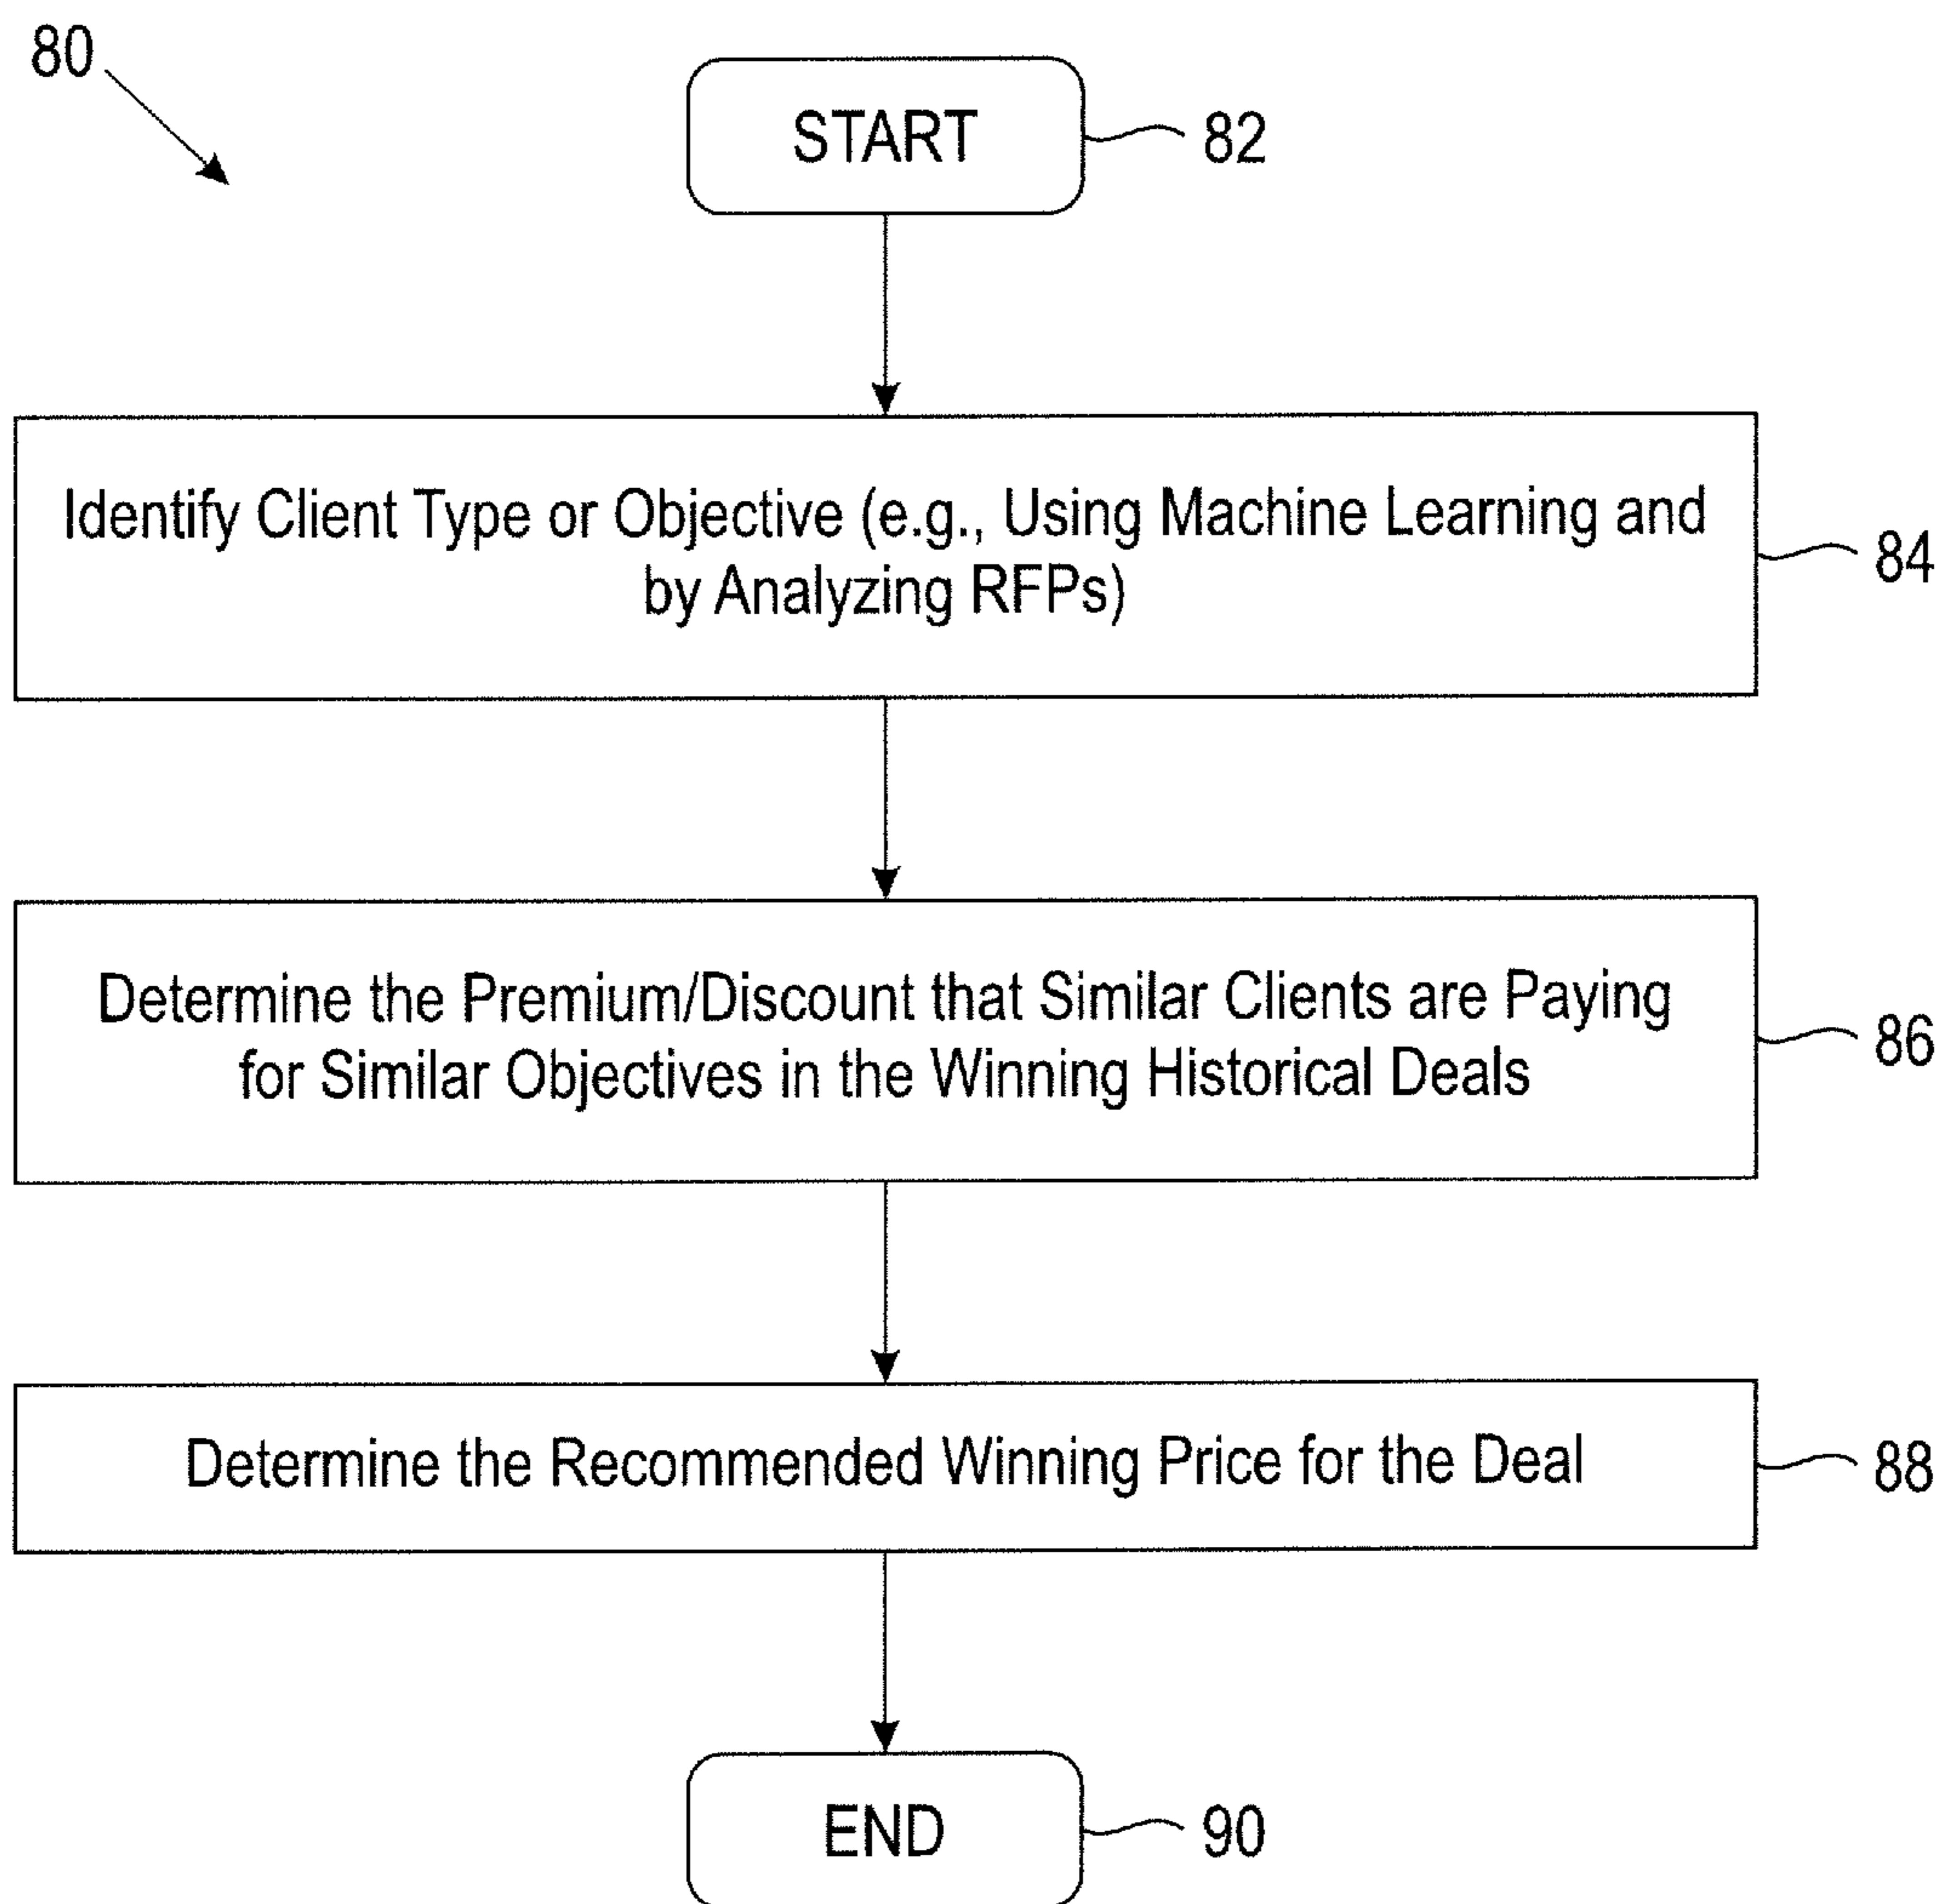 80
START
82
Identify Client Type or Objective (e.g., Using Machine Learning and
by Analyzing RFPs)
84
Determine the Premium/Discount that Similar Clients are Paying
for Similar Objectives in the Winning Historical Deals
86
Determine the Recommended Winning Price for the Deal
88
END
90